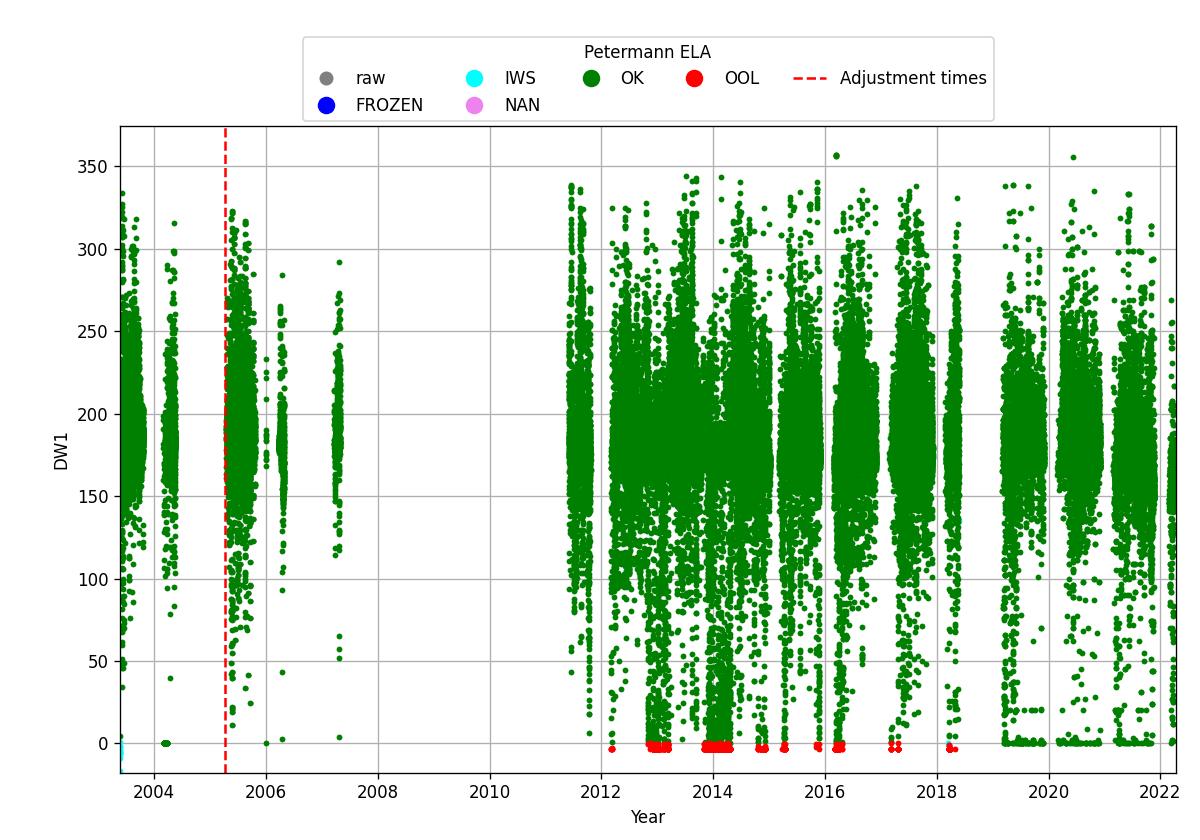 Petermann ELA
raw IWS OK OOL Adjustment times
FROZEN NAN
350
300
250
200
150
100
50
0
DW1
2004 2006 2008 2010 2012 2014 2016 2018 2020 2022
Year